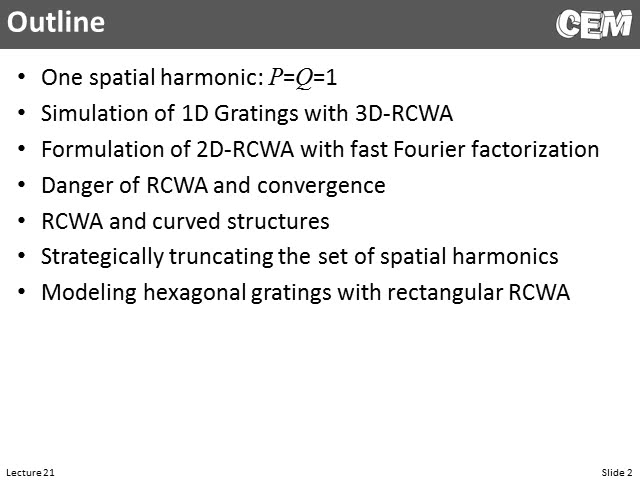 Outline
CEM
• One spatial harmonic: P=Q=1
• Simulation of 1D Gratings with 3D-RCWA
• Formulation of 2D-RCWA with fast Fourier factorization
• Danger of RCWA and convergence
• RCWA and curved structures
• Strategically truncating the set of spatial harmonics
• Modeling hexagonal gratings with rectangular RCWA
Lecture 21
Slide 2